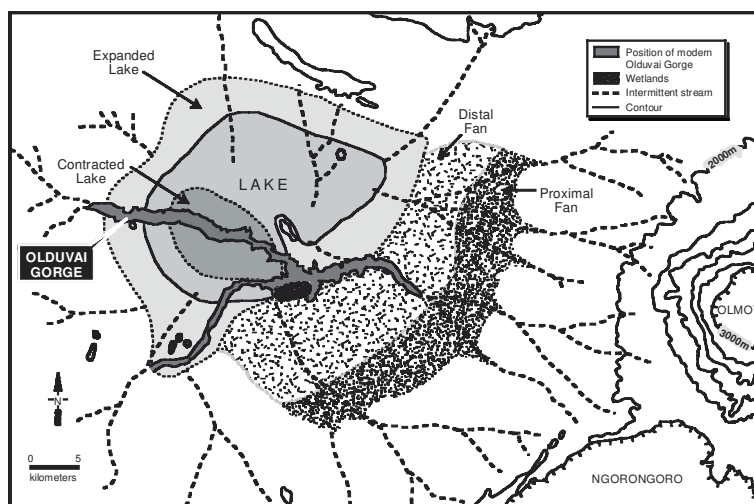 Expanded
Lake
Contracted
Lake
LAKE
OLDUVAI
GORGE
Distal
Fan
Proximal
Fan
Position of modern
Olduvai Gorge
Wetlands
Intermittent stream
Contour
2000m
3000m
N
0 5
kilometers
NGORONGORO